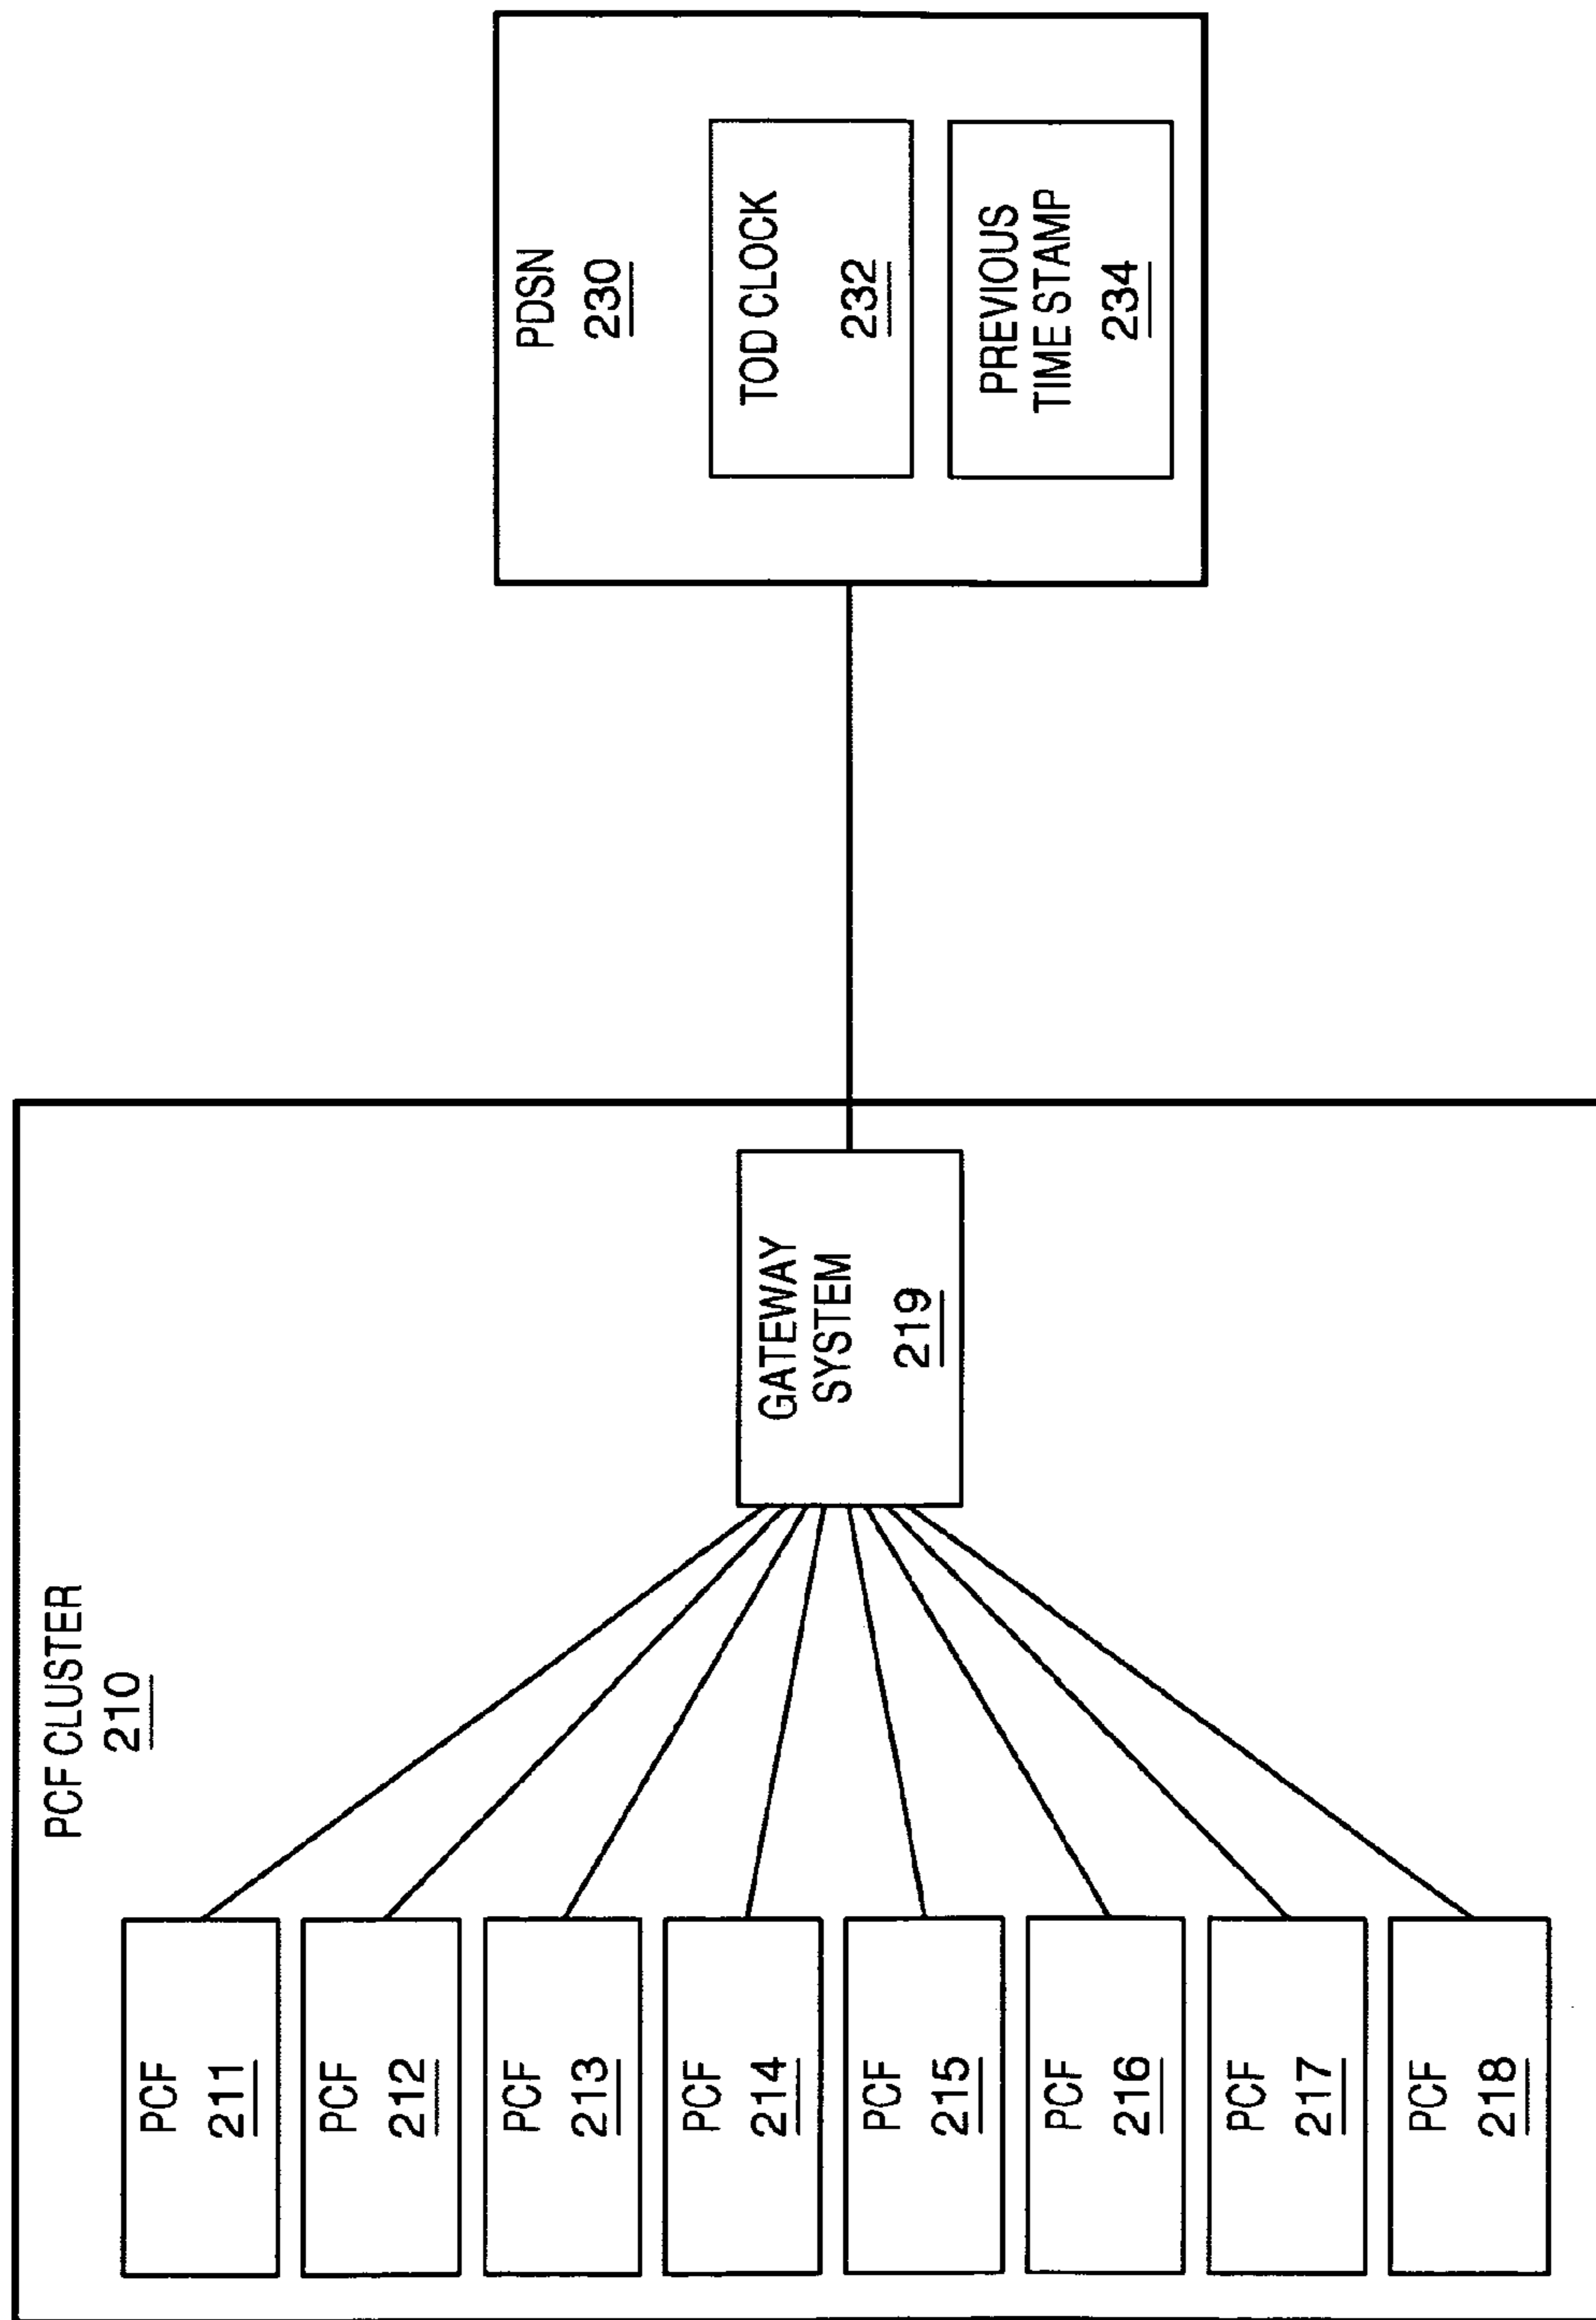 PCF CLUSTER
210
PCF
211
PCF
212
PCF
213
PCF
214
PCF
215
PCF
216
PCF
217
PCF
218
GATEWAY
SYSTEM
219
PDSN
230
TOD CLOCK
232
PREVIOUS
TIME STAMP
234